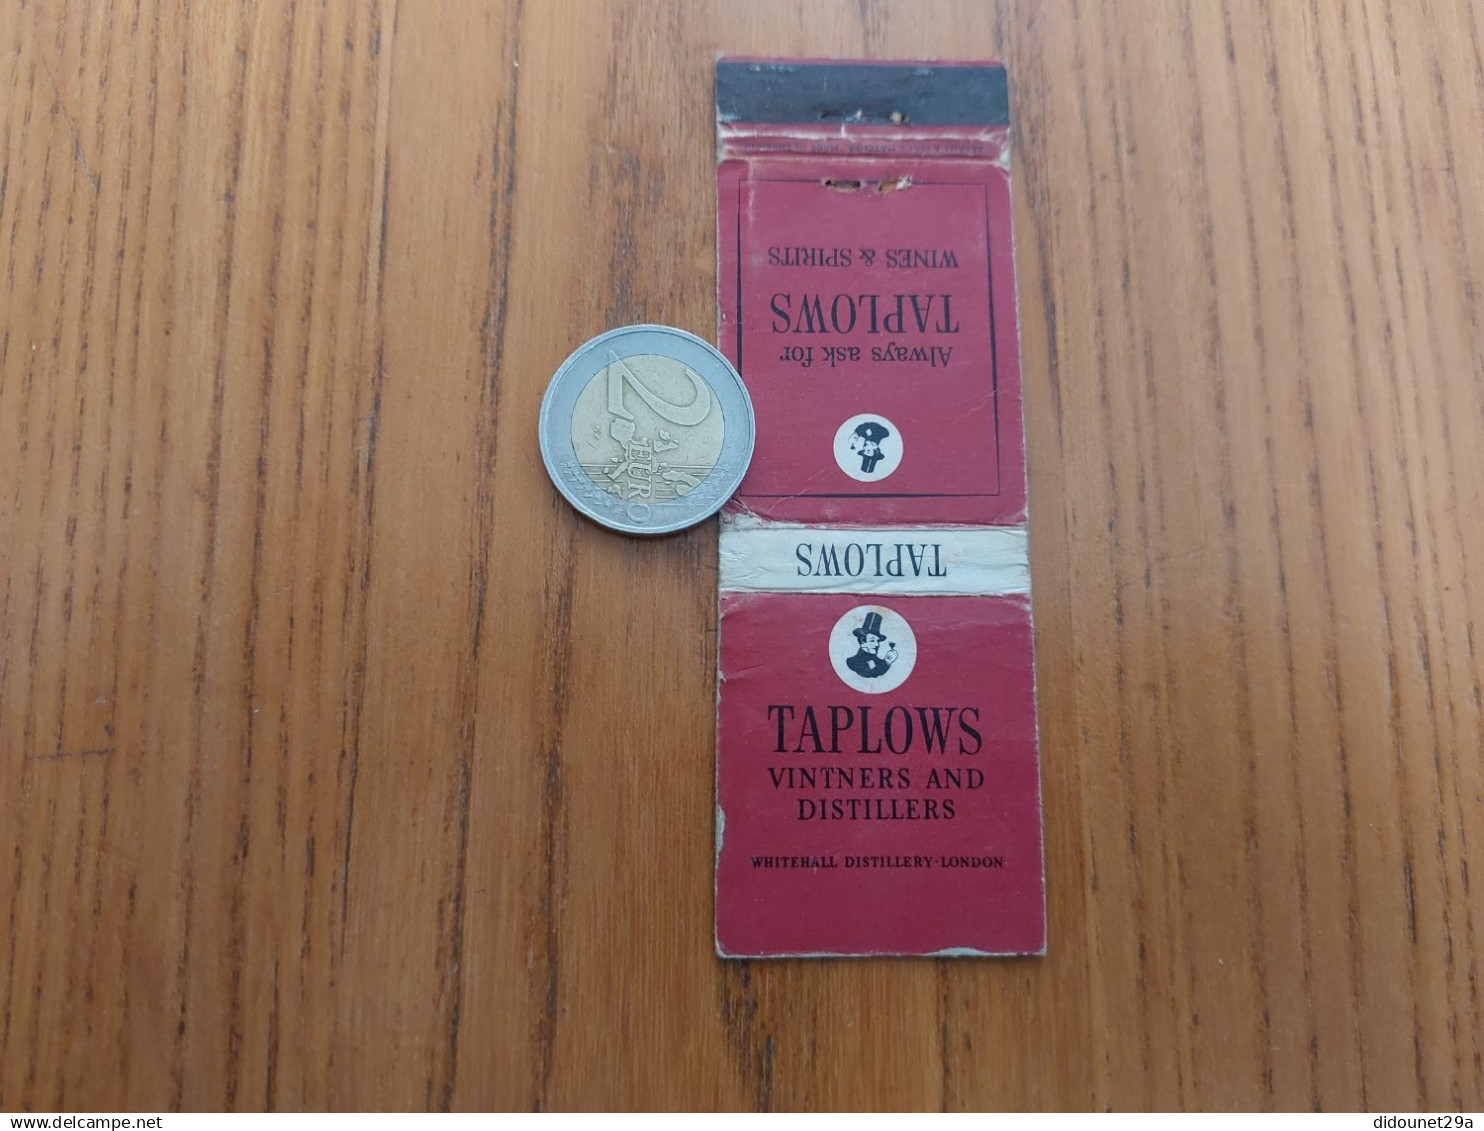 WINES & SPIRITS
TAPLOWS
Always ask for
TAPLOWS
TAPLOWS
VINTNERS AND
DISTILLERS
WHITEHALL DISTILLERY·LONDON
2
EURO
www.delcampe.net
didounet29a